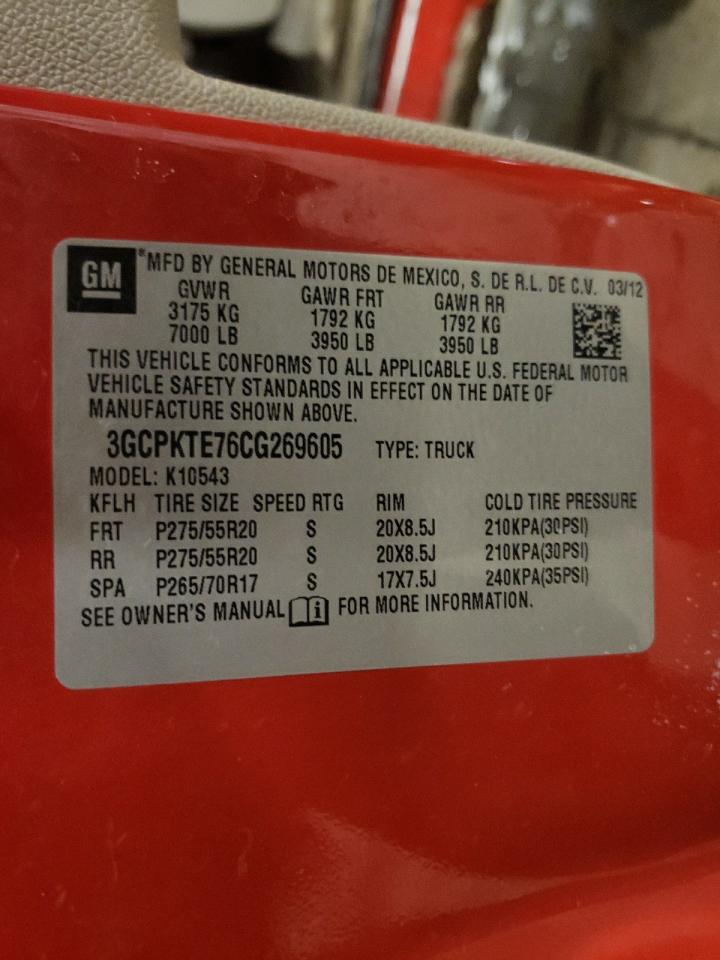 GM *MFD BY GENERAL MOTORS DE MEXICO, S. DE R.L. DE C.V. 03/12
GVWR GAWR FRT GAWR RR
3175 KG 1792 KG 1792 KG
7000 LB 3950 LB 3950 LB
THIS VEHICLE CONFORMS TO ALL APPLICABLE U.S. FEDERAL MOTOR
VEHICLE SAFETY STANDARDS IN EFFECT ON THE DATE OF
MANUFACTURE SHOWN ABOVE.
3GCPKTE76CG269605 TYPE: TRUCK
MODEL: K10543
KFLH TIRE SIZE SPEED RTG RIM COLD TIRE PRESSURE
FRT P275/55R20 S 20X8.5J 210KPA(30PSI)
RR P275/55R20 S 20X8.5J 210KPA(30PSI)
SPA P265/70R17 S 17X7.5J 240KPA(35PSI)
SEE OWNER'S MANUAL FOR MORE INFORMATION.